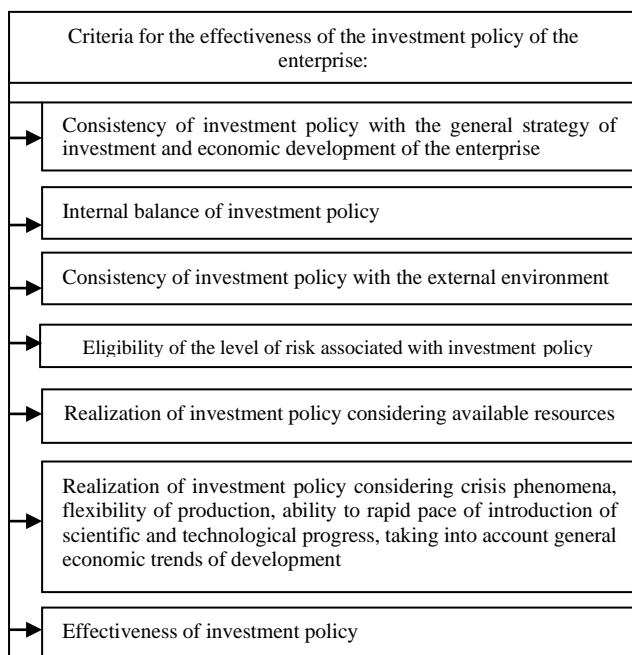 Criteria for the effectiveness of the investment policy of the
enterprise:
Consistency of investment policy with the general strategy of
investment and economic development of the enterprise
Internal balance of investment policy
Consistency of investment policy with the external environment
Eligibility of the level of risk associated with investment policy
Realization of investment policy considering available resources
Realization of investment policy considering crisis phenomena,
flexibility of production, ability to rapid pace of introduction of
scientific and technological progress, taking into account general
economic trends of development
Effectiveness of investment policy